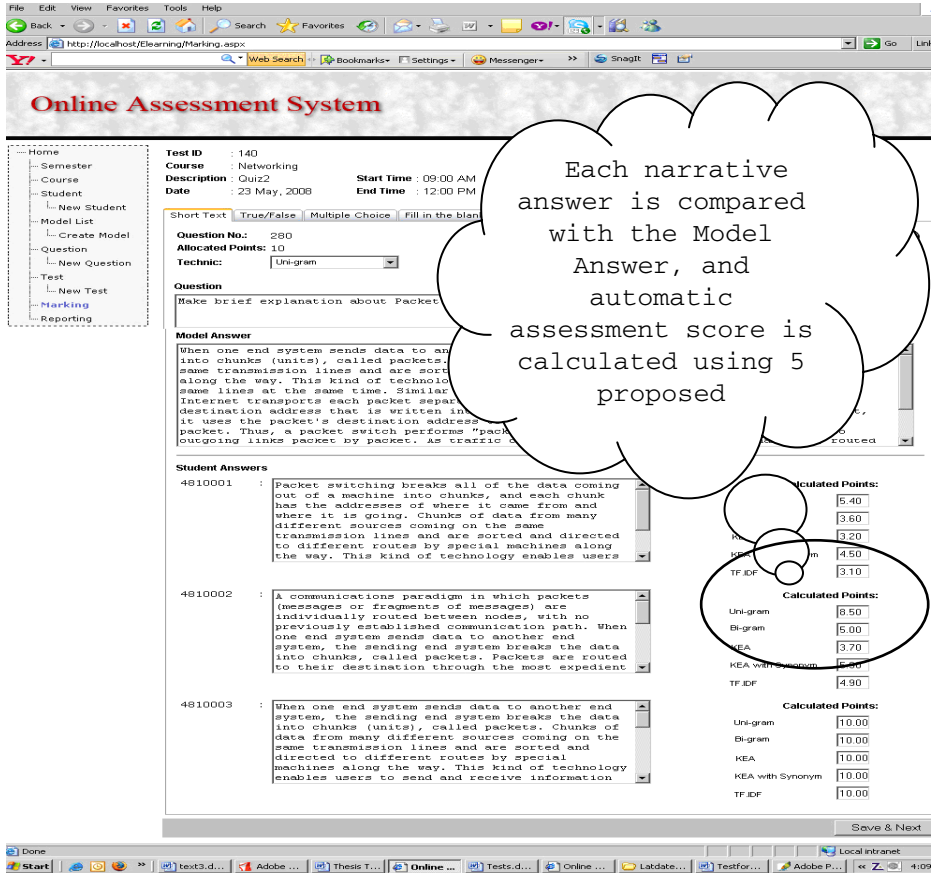 File Edit View Favorites Tools Help
Back Search Favorites
Address http://localhost/Elearning/Marking.aspx Go Link
Web Search Bookmarks Settings Messenger >> SnagIt
Online Assessment System
Home
Semester
Course
Student
New Student
Model List
Create Model
Question
New Question
Test
New Test
Marking
Reporting
Test ID : 140
Course : Networking
Description : Quiz2 Start Time : 09:00 AM
Date : 23 May, 2008 End Time : 12:00 PM
Short Text True/False Multiple Choice Fill in the blan
Question No.: 280
Allocated Points: 10
Technic: Uni-gram
Question
Make brief explanation about Packet
Model Answer
When one end system sends data to an
into chunks (units), called packets.
same transmission lines and are sort
along the way. This kind of technolo
same lines at the same time. Similar
Internet transports each packet separ
destination address that is written in
it uses the packet's destination address
packet. Thus, a packet switch performs "pack
outgoing links packet by packet. As traffic routed
Each narrative
answer is compared
with the Model
Answer, and
automatic
assessment score is
calculated using 5
proposed
Student Answers
4810001 :
Packet switching breaks all of the data coming
out of a machine into chunks, and each chunk
has the addresses of where it came from and
where it is going. Chunks of data from many
different sources coming on the same
transmission lines and are sorted and directed
to different routes by special machines along
the way. This kind of technology enables users
Points:
5.40
3.60
3.20
4.50
TF.IDF 3.10
4810002 :
A communications paradigm in which packets
(messages or fragments of messages) are
individually routed between nodes, with no
previously established communication path. When
one end system sends data to another end
system, the sending end system breaks the data
into chunks, called packets. Packets are routed
to their destination through the most expedient
Calculated Points:
Uni-gram 8.50
Bi-gram 5.00
KEA 3.70
KEA with Synonym
TF.IDF 4.90
4810003 :
When one end system sends data to another end
system, the sending end system breaks the data
into chunks (units), called packets. Chunks of
data from many different sources coming on the
same transmission lines and are sorted and
directed to different routes by special
machines along the way. This kind of technology
enables users to send and receive information
Calculated Points:
Uni-gram 10.00
Bi-gram 10.00
KEA 10.00
KEA with Synonym 10.00
TF.IDF 10.00
Save & Next
Done Local intranet
Start >> text3.d... Adobe ... Thesis T... Online ... Tests.d... Online ... Latdate... Testfor... Adobe P... 4:09